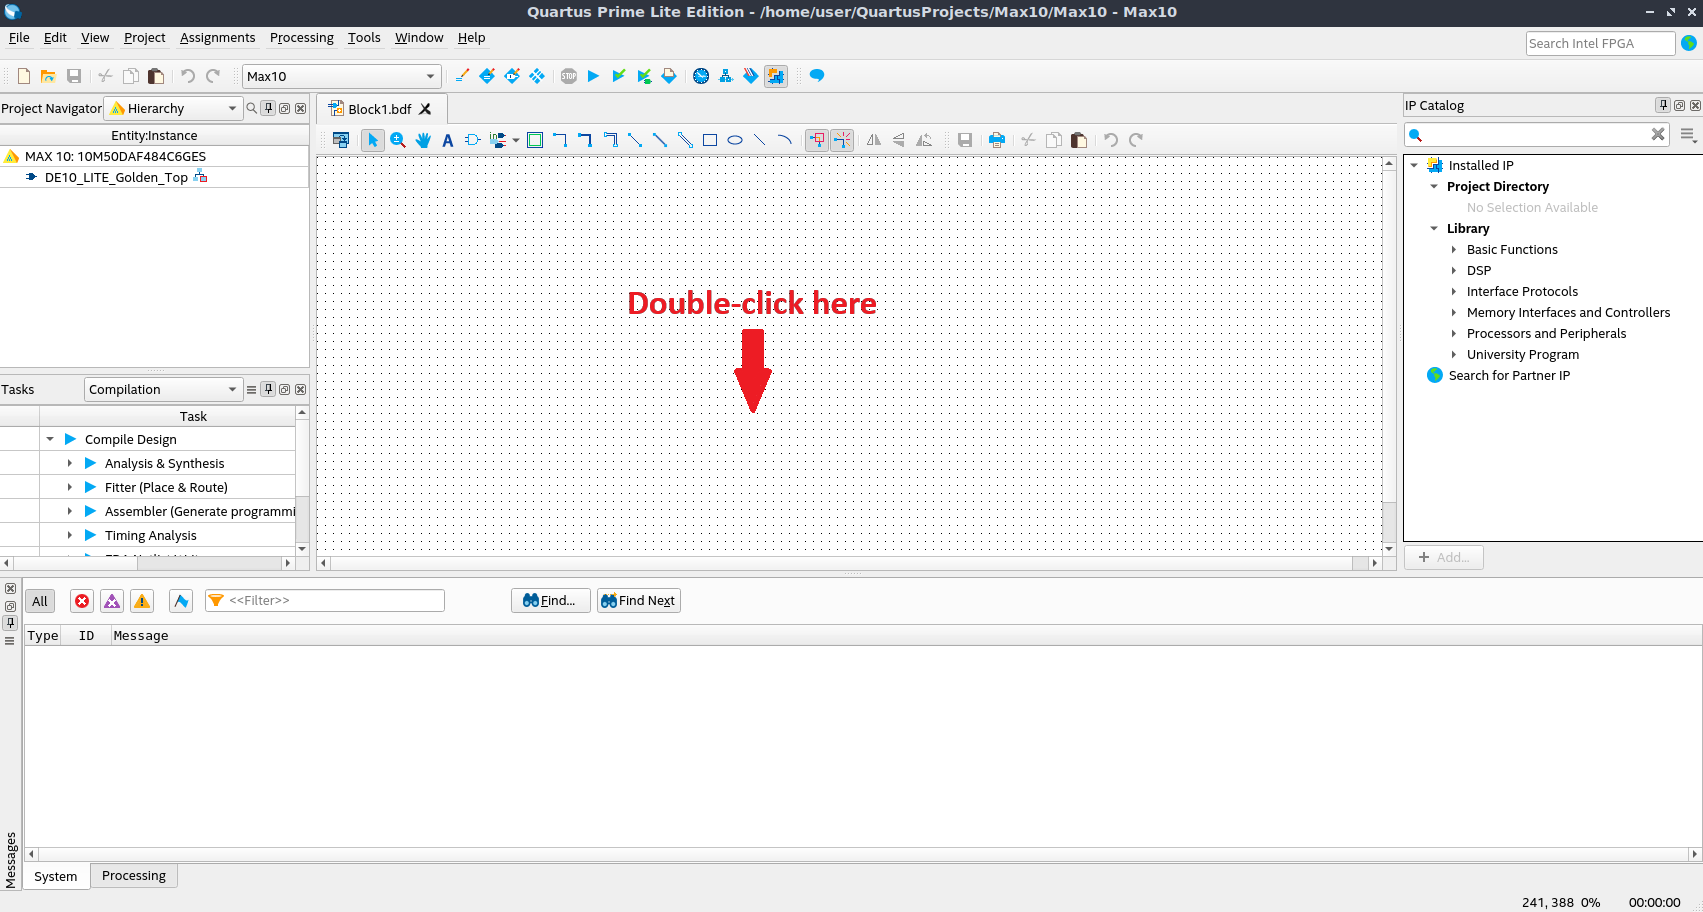 Quartus Prime Lite Edition - /home/user/QuartusProjects/Max10/Max10 - Max10
File Edit View Project Assignments Processing Tools Window Help
Search Intel FPGA
Max10
Project Navigator Hierarchy
Entity:Instance
MAX 10: 10M50DAF484C6GES
DE10_LITE_Golden_Top
Tasks Compilation
Task
Compile Design
Analysis & Synthesis
Fitter (Place & Route)
Assembler (Generate programmi
Timing Analysis
Block1.bdf
Double-click here
IP Catalog
Installed IP
Project Directory
No Selection Available
Library
Basic Functions
DSP
Interface Protocols
Memory Interfaces and Controllers
Processors and Peripherals
University Program
Search for Partner IP
+ Add...
All <<Filter>> Find... Find Next
Type ID Message
Messages
System Processing
241, 388 0% 00:00:00